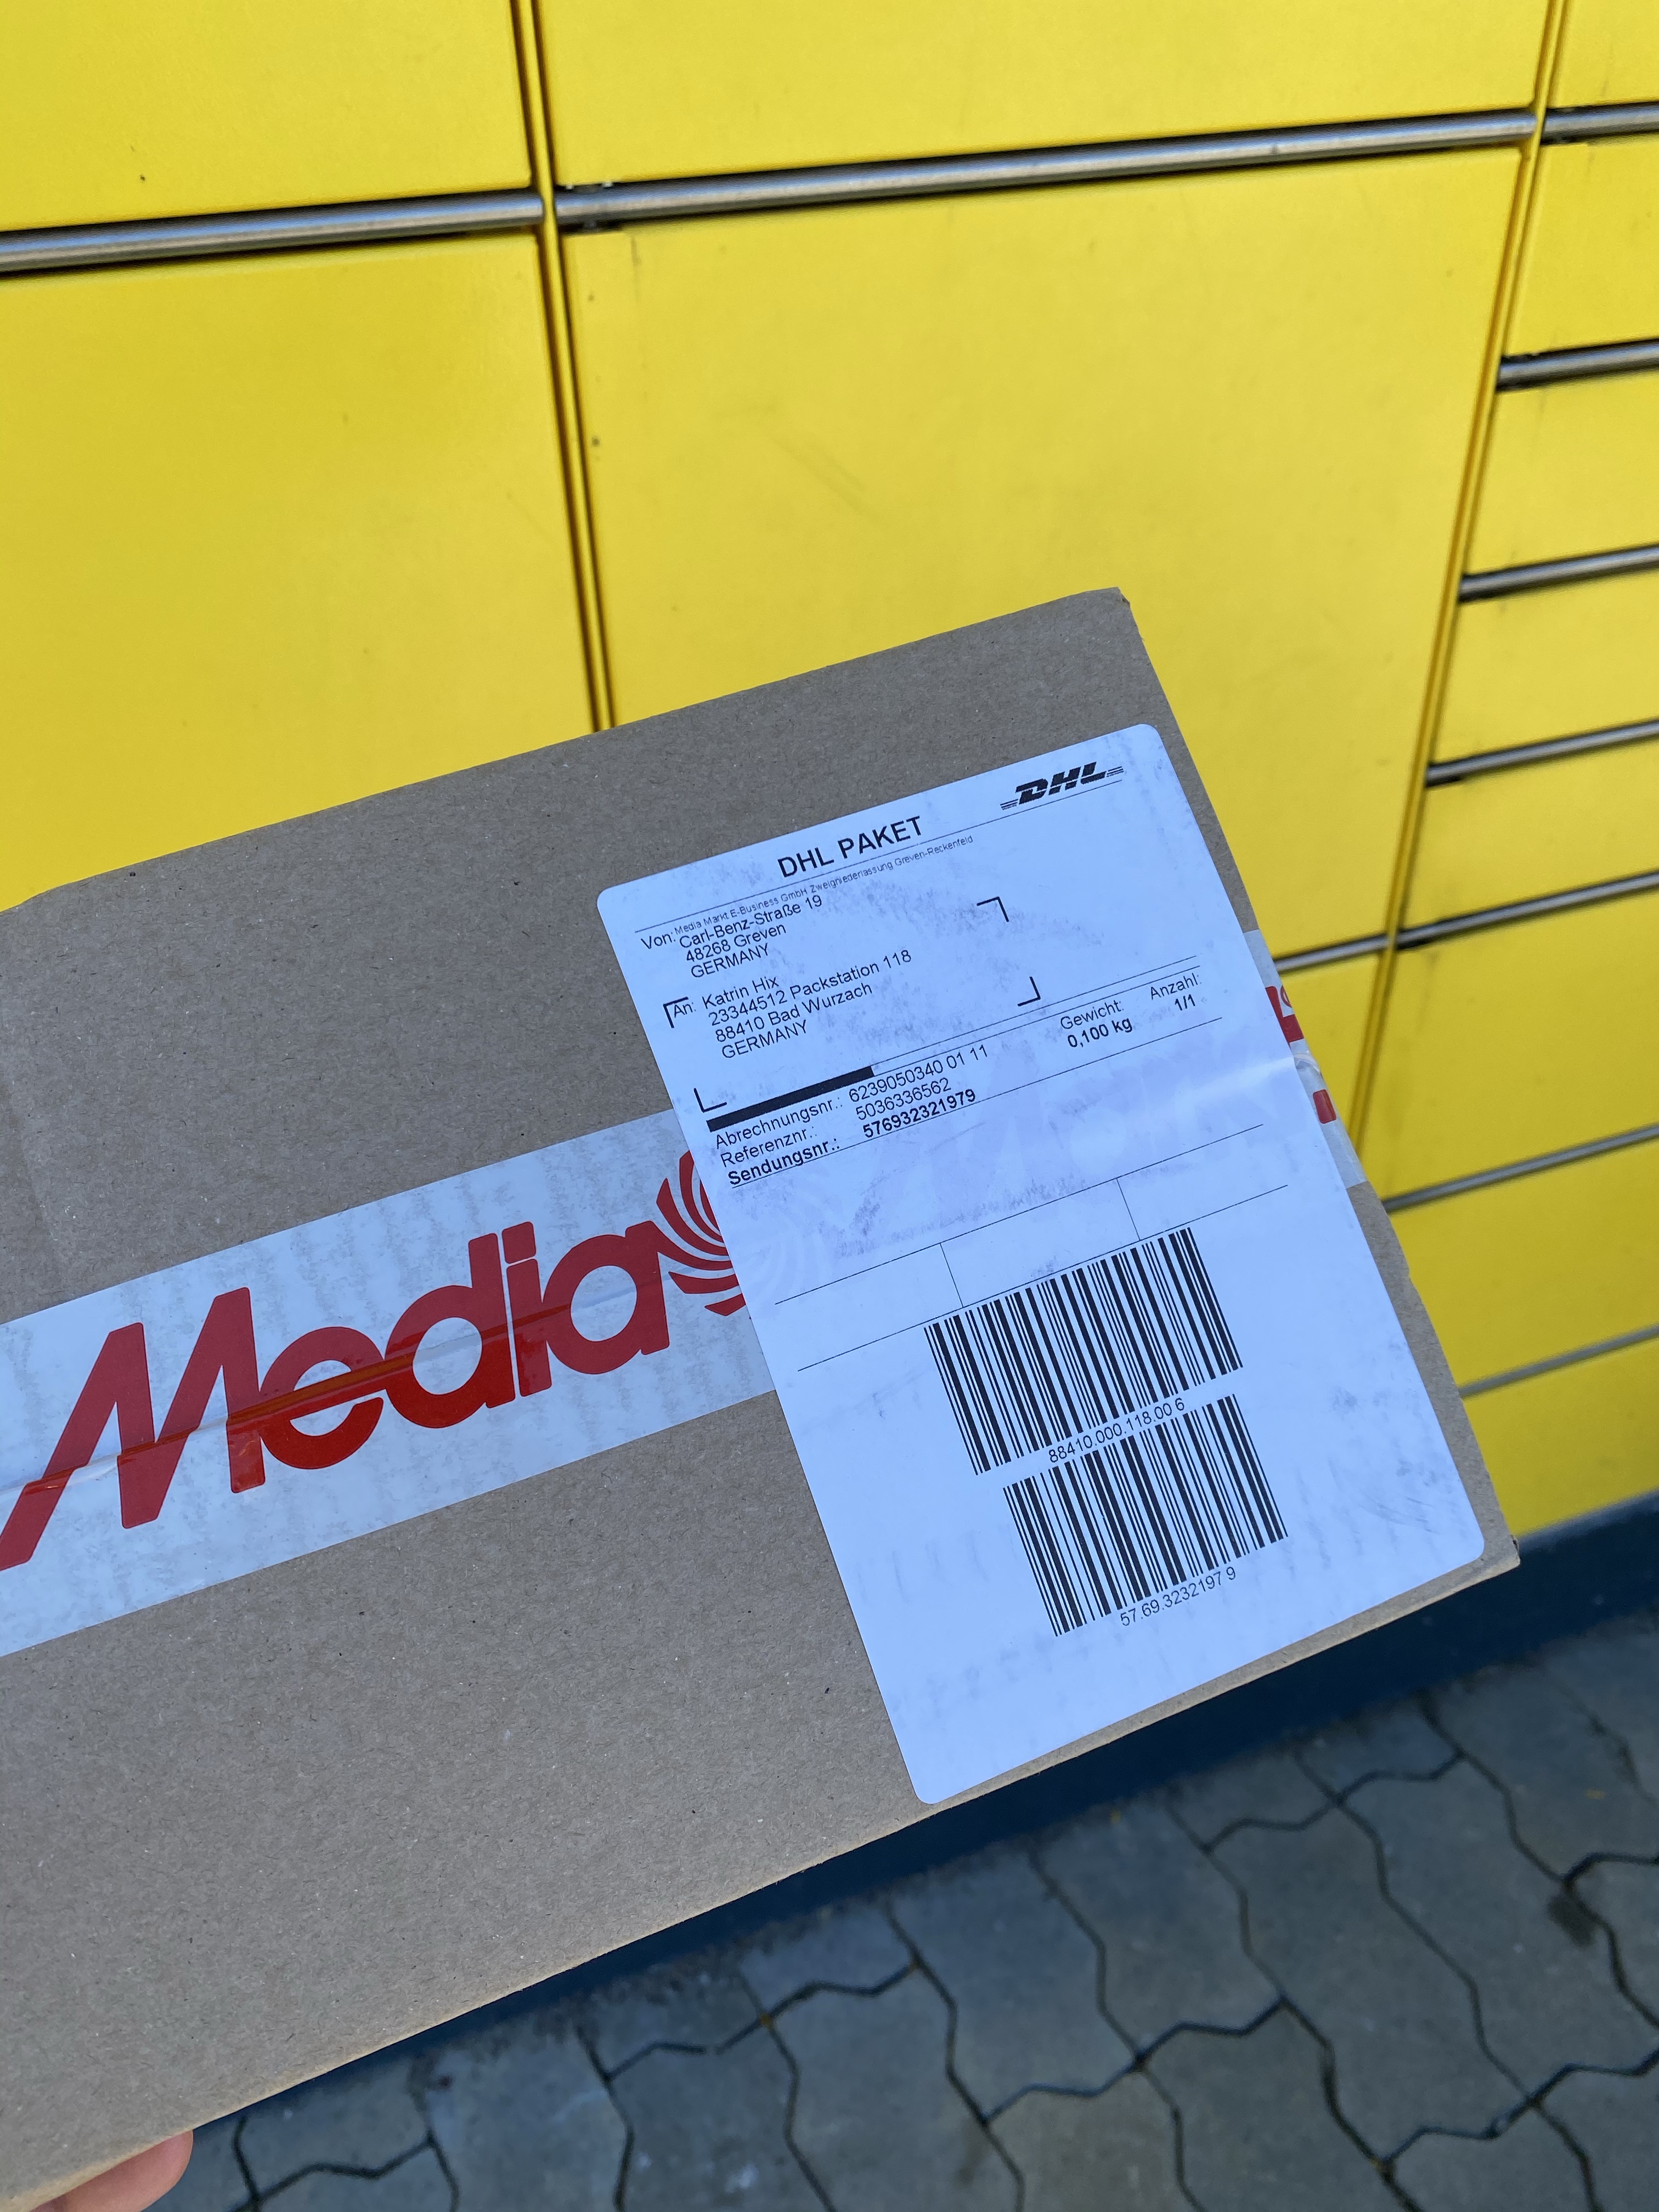 DHL
DHL PAKET
Media Markt E-Business GmbH Zweigniederlassung Greven-Reckenfeld
Von: Carl-Benz-Straße 19
48268 Greven
GERMANY
An: Katrin Hix
23344512 Packstation 118
88410 Bad Wurzach
GERMANY
Gewicht: Anzahl:
0,100 kg 1/1
Abrechnungsnr.: 6239050340 01 11
Referenznr.: 5036336562
Sendungsnr.: 576932321979
88410.000.118.00 6
57.69.3232197 9
Media